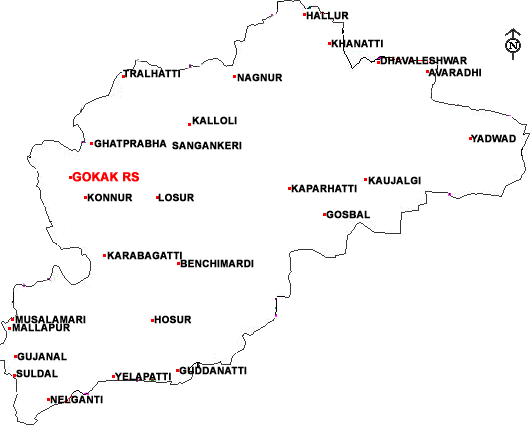 HALLUR
N
KHANATTI
DHAVALESHWAR
TRALHATTI
NAGNUR
AVARADHI
KALLOLI
GHATPRABHA
SANGANKERI
YADWAD
GOKAK RS
KAUJALGI
KAPARHATTI
KONNUR
LOSUR
GOSBAL
KARABAGATTI
BENCHIMARDI
MUSALAMARI
HOSUR
MALLAPUR
GUJANAL
SULDAL
YELAPATTI
GUDDANATTI
NELGANTI